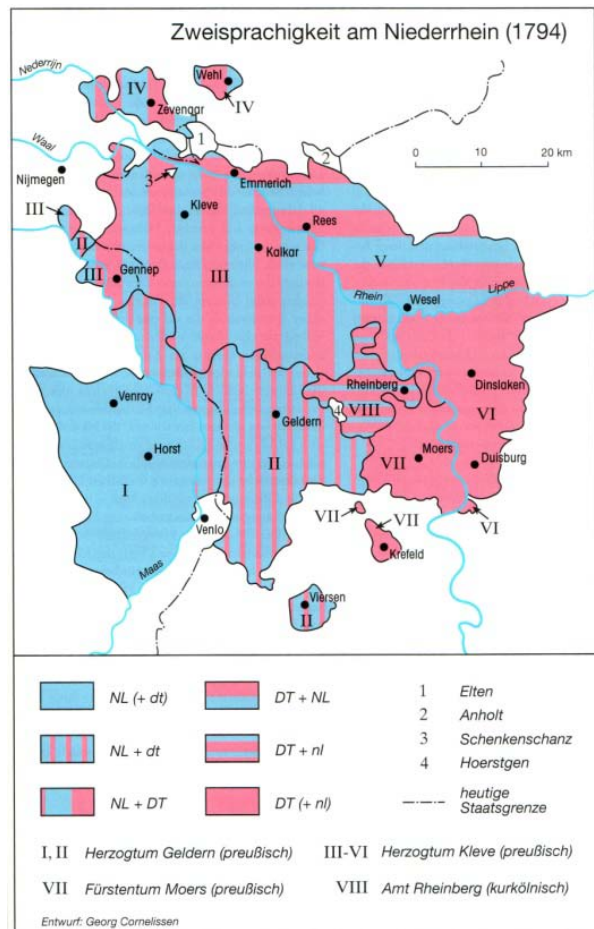 Zweisprachigkeit am Niederrhein (1794)
Nederrijn
Wehl
IV
Zevenaar
IV
1
2
Waal
0 10 20 km
Nijmegen
3
Emmerich
Kleve
Rees
III
Kalkar
V
II
III
Gennep
III
Rhein
Lippe
Wesel
Rheinberg
Dinslaken
Venray
4
VIII
VI
Geldern
Horst
Moers
II
VII
Duisburg
I
VII
VII
VI
Venlo
Krefeld
Maas
Viersen
II
NL (+ dt)
DT + NL
1 Elten
2 Anholt
NL + dt
DT + nl
3 Schenkenschanz
4 Hoerstgen
NL + DT
DT (+ nl)
heutige
Staatsgrenze
I, II Herzogtum Geldern (preußisch)
III-VI Herzogtum Kleve (preußisch)
VII Fürstentum Moers (preußisch)
VIII Amt Rheinberg (kurkölnisch)
Entwurf: Georg Cornelissen